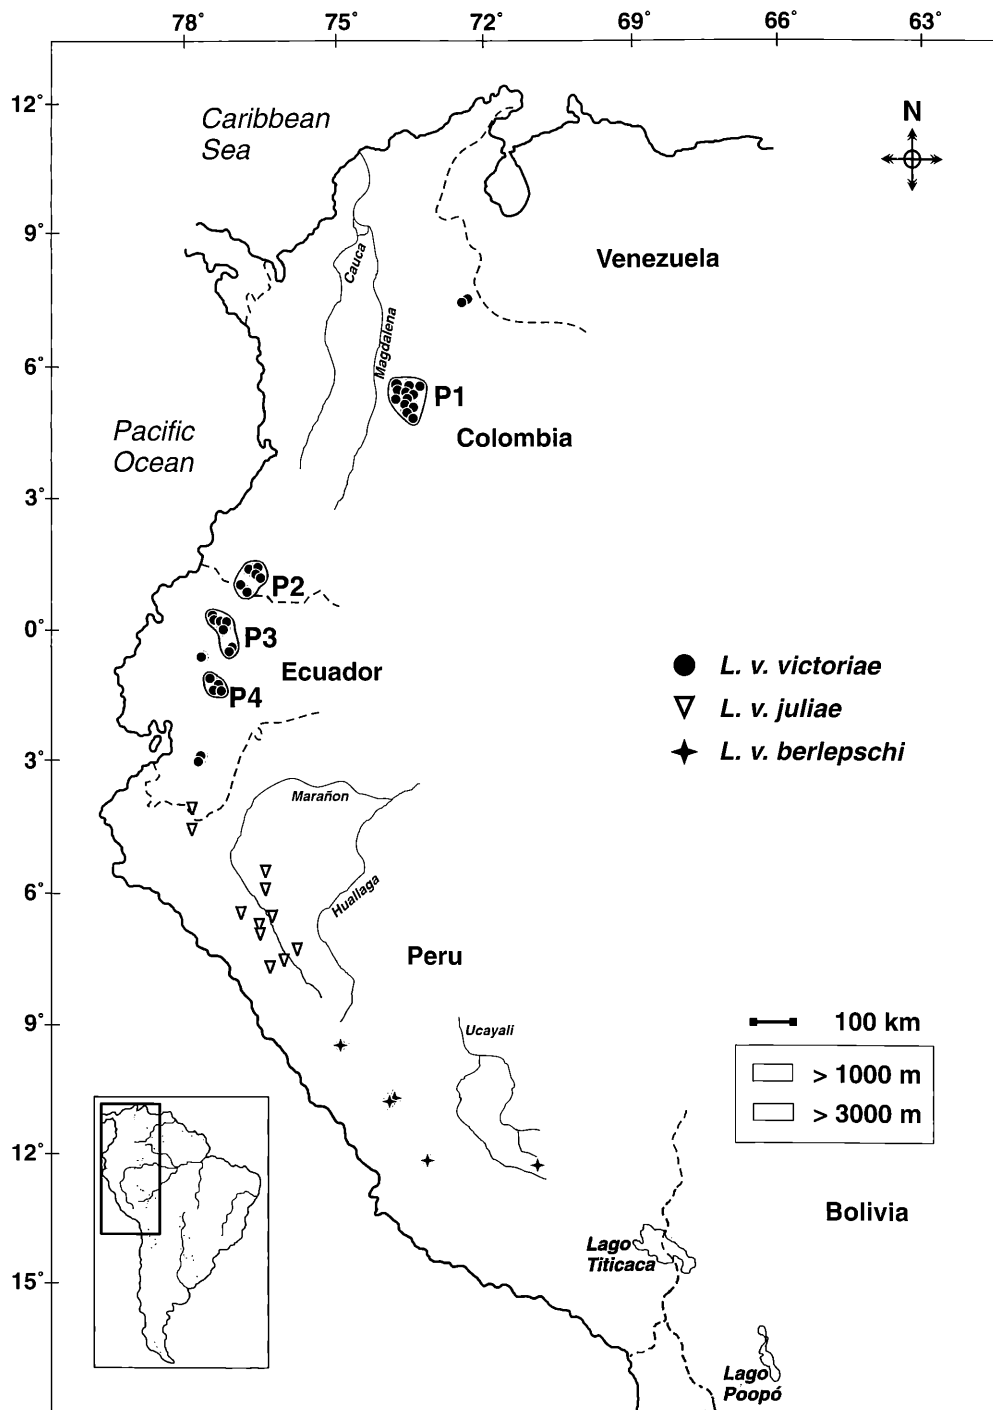 78° 75° 72° 69° 66° 63°
12°
Caribbean
Sea
N
9°
Venezuela
Cauca
Magdalena
6°
P1
Colombia
Pacific
Ocean
3°
P2
0°
P3
Ecuador
P4
L. v. victoriae
L. v. juliae
L. v. berlepschi
3°
Marañon
Huallaga
6°
Peru
9°
Ucayali
100 km
> 1000 m
> 3000 m
12°
Bolivia
Lago
Titicaca
15°
Lago
Poopó